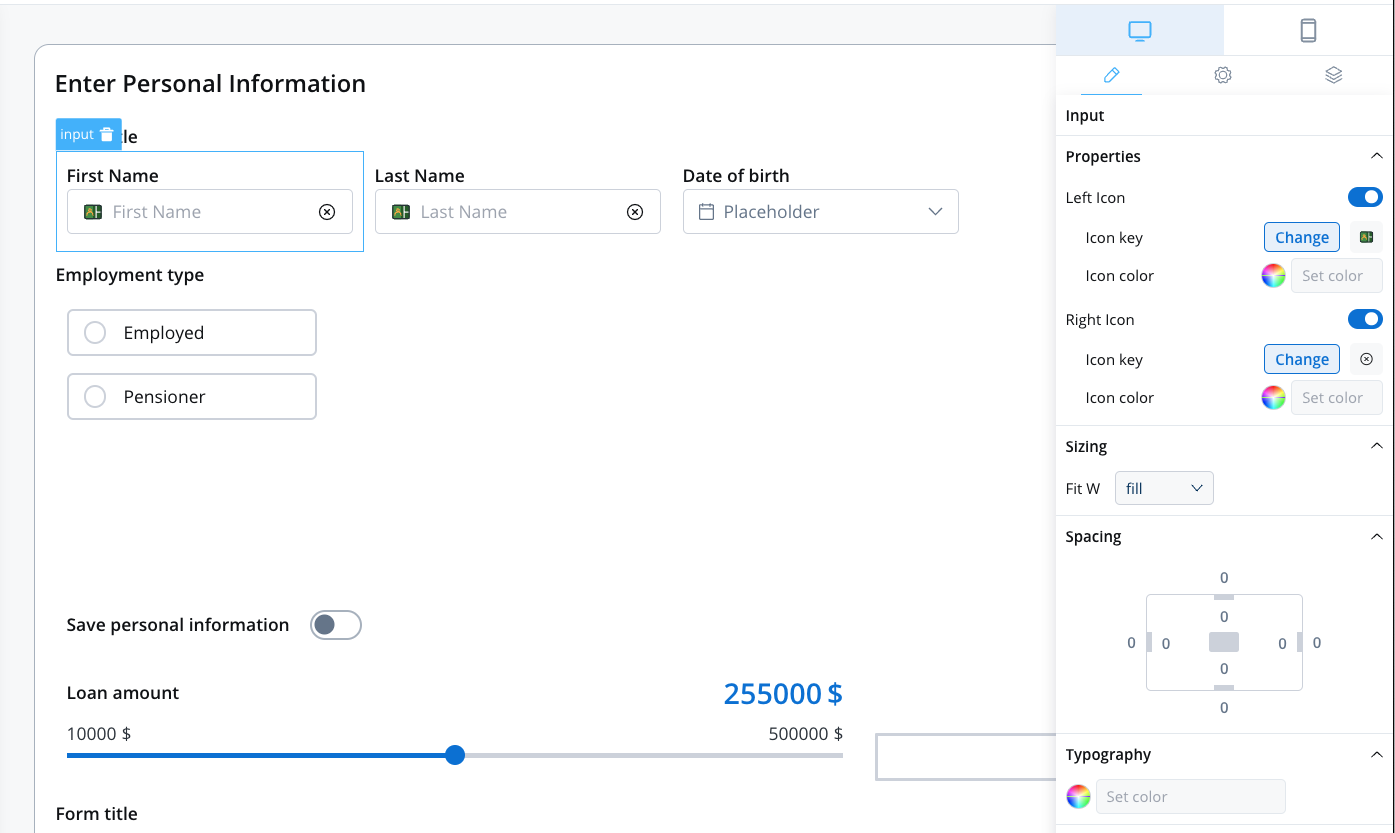 Enter Personal Information
input
le
First Name
Last Name
Date of birth
First Name
Last Name
Placeholder
Employment type
Employed
Pensioner
Save personal information
Loan amount
255000 $
10000 $
500000 $
Form title
Input
Properties
Left Icon
Icon key
Change
Icon color
Set color
Right Icon
Icon key
Change
Icon color
Set color
Sizing
Fit W
fill
Spacing
0
0
0 0 0 0
0
0
Typography
Set color